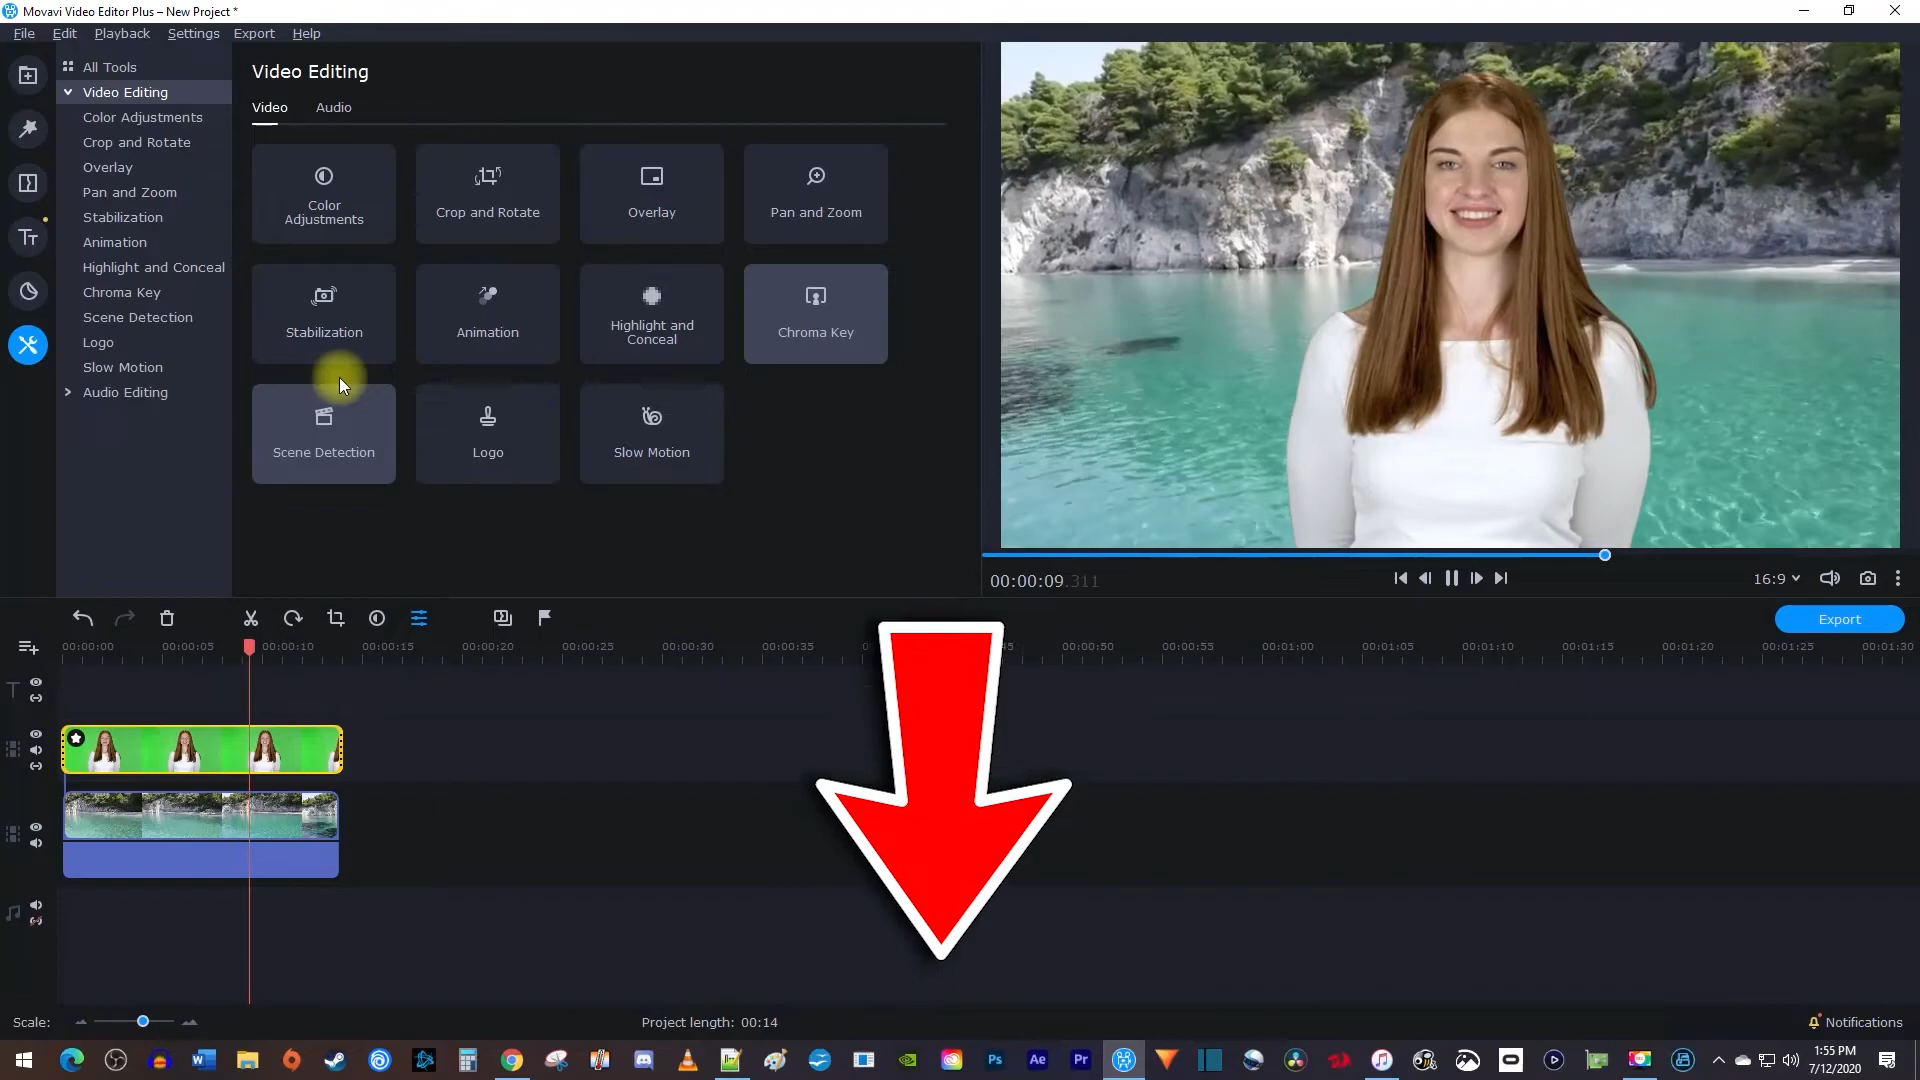 Movavi Video Editor Plus – New Project *
File Edit Playback Settings Export Help
All Tools
Video Editing
Color Adjustments
Crop and Rotate
Overlay
Pan and Zoom
Stabilization
Animation
Highlight and Conceal
Chroma Key
Scene Detection
Logo
Slow Motion
Audio Editing
Video Editing
Video Audio
Color
Adjustments
Crop and Rotate
Overlay
Pan and Zoom
Stabilization
Animation
Highlight and
Conceal
Chroma Key
Scene Detection
Logo
Slow Motion
00:00:09.311
16:9
Export
00:00:00 00:00:05 00:00:10 00:00:15 00:00:20 00:00:25 00:00:30 00:00:35 45 00:00:50 00:00:55 00:01:00 00:01:05 00:01:10 00:01:15 00:01:20 00:01:25 00:01:30
Scale:
Project length: 00:14
Notifications
Ps Ae Pr
1:55 PM
7/12/2020